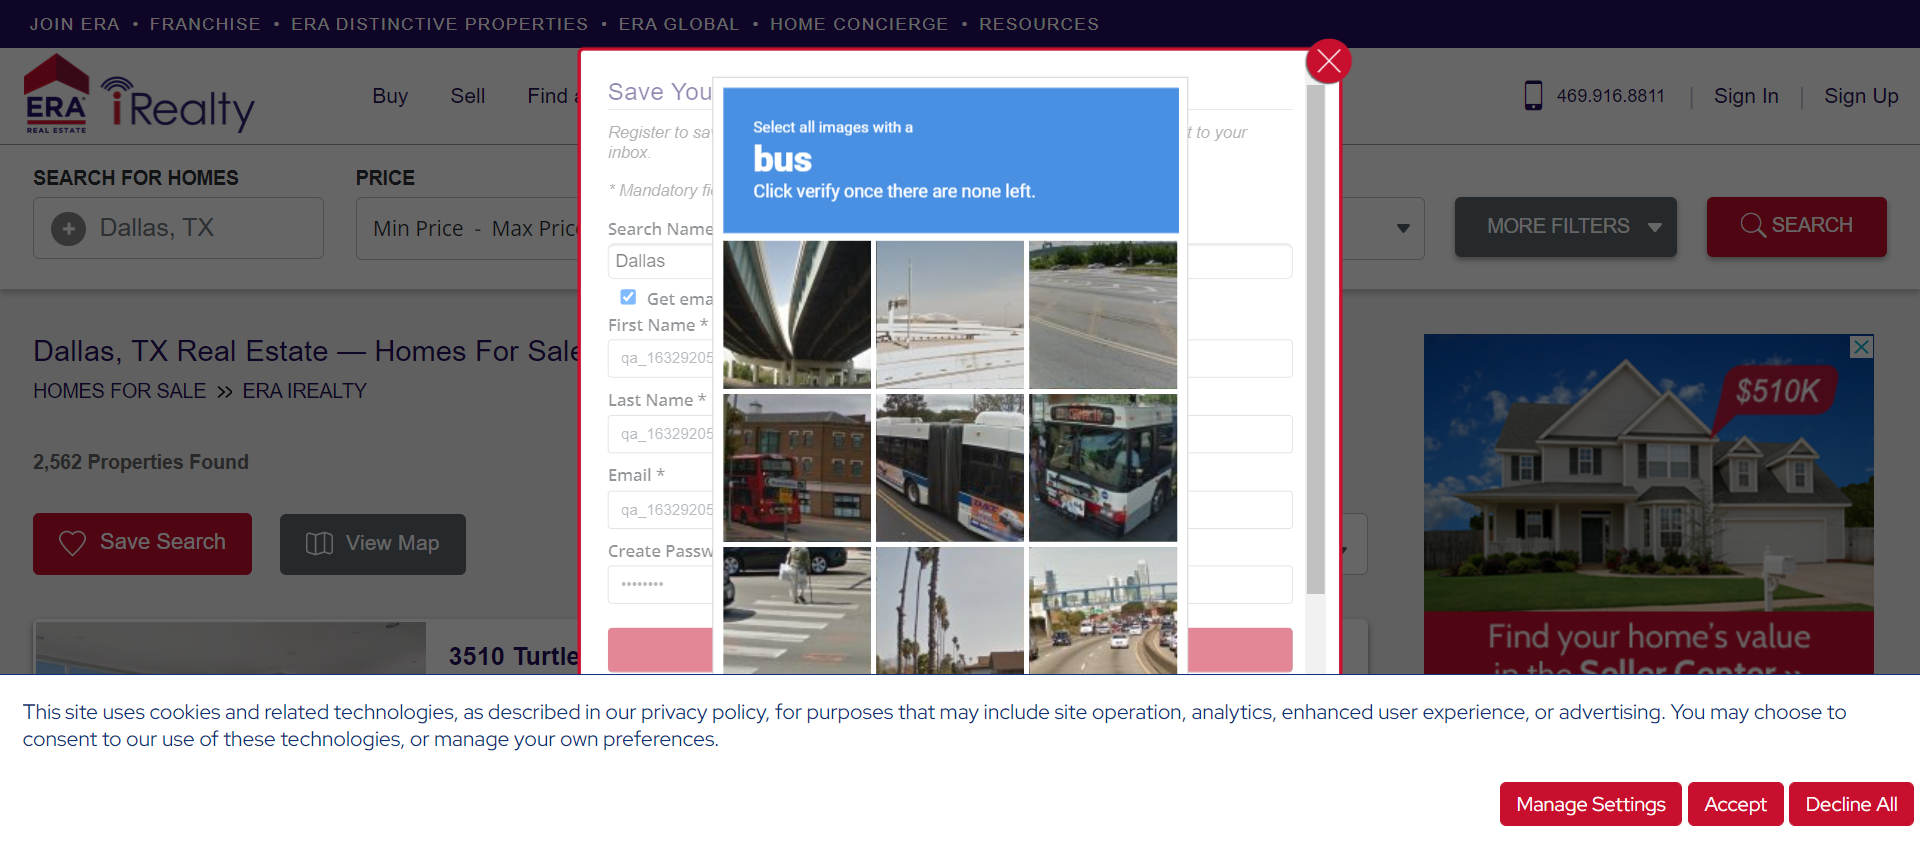 JOIN ERA • FRANCHISE • ERA DISTINCTIVE PROPERTIES • ERA GLOBAL • HOME CONCIERGE • RESOURCES
ERA
REAL ESTATE
iRealty
Buy
Sell
Find a
469.916.8811
Sign In
Sign Up
SEARCH FOR HOMES
Dallas, TX
PRICE
Min Price - Max Pric
MORE FILTERS
SEARCH
Dallas, TX Real Estate — Homes For Sale
HOMES FOR SALE » ERA IREALTY
2,562 Properties Found
Save Search
View Map
3510 Turtle
Save You
Register to sa
t to your
inbox.
* Mandatory fi
Search Name
Dallas
Get ema
First Name *
qa_16329205
Last Name *
qa_16329205
Email *
qa_16329205
Create Passw
••••••••
Select all images with a
bus
Click verify once there are none left.
$510K
Find your home's value
in the Seller Center »
This site uses cookies and related technologies, as described in our privacy policy, for purposes that may include site operation, analytics, enhanced user experience, or advertising. You may choose to
consent to our use of these technologies, or manage your own preferences.
Manage Settings
Accept
Decline All